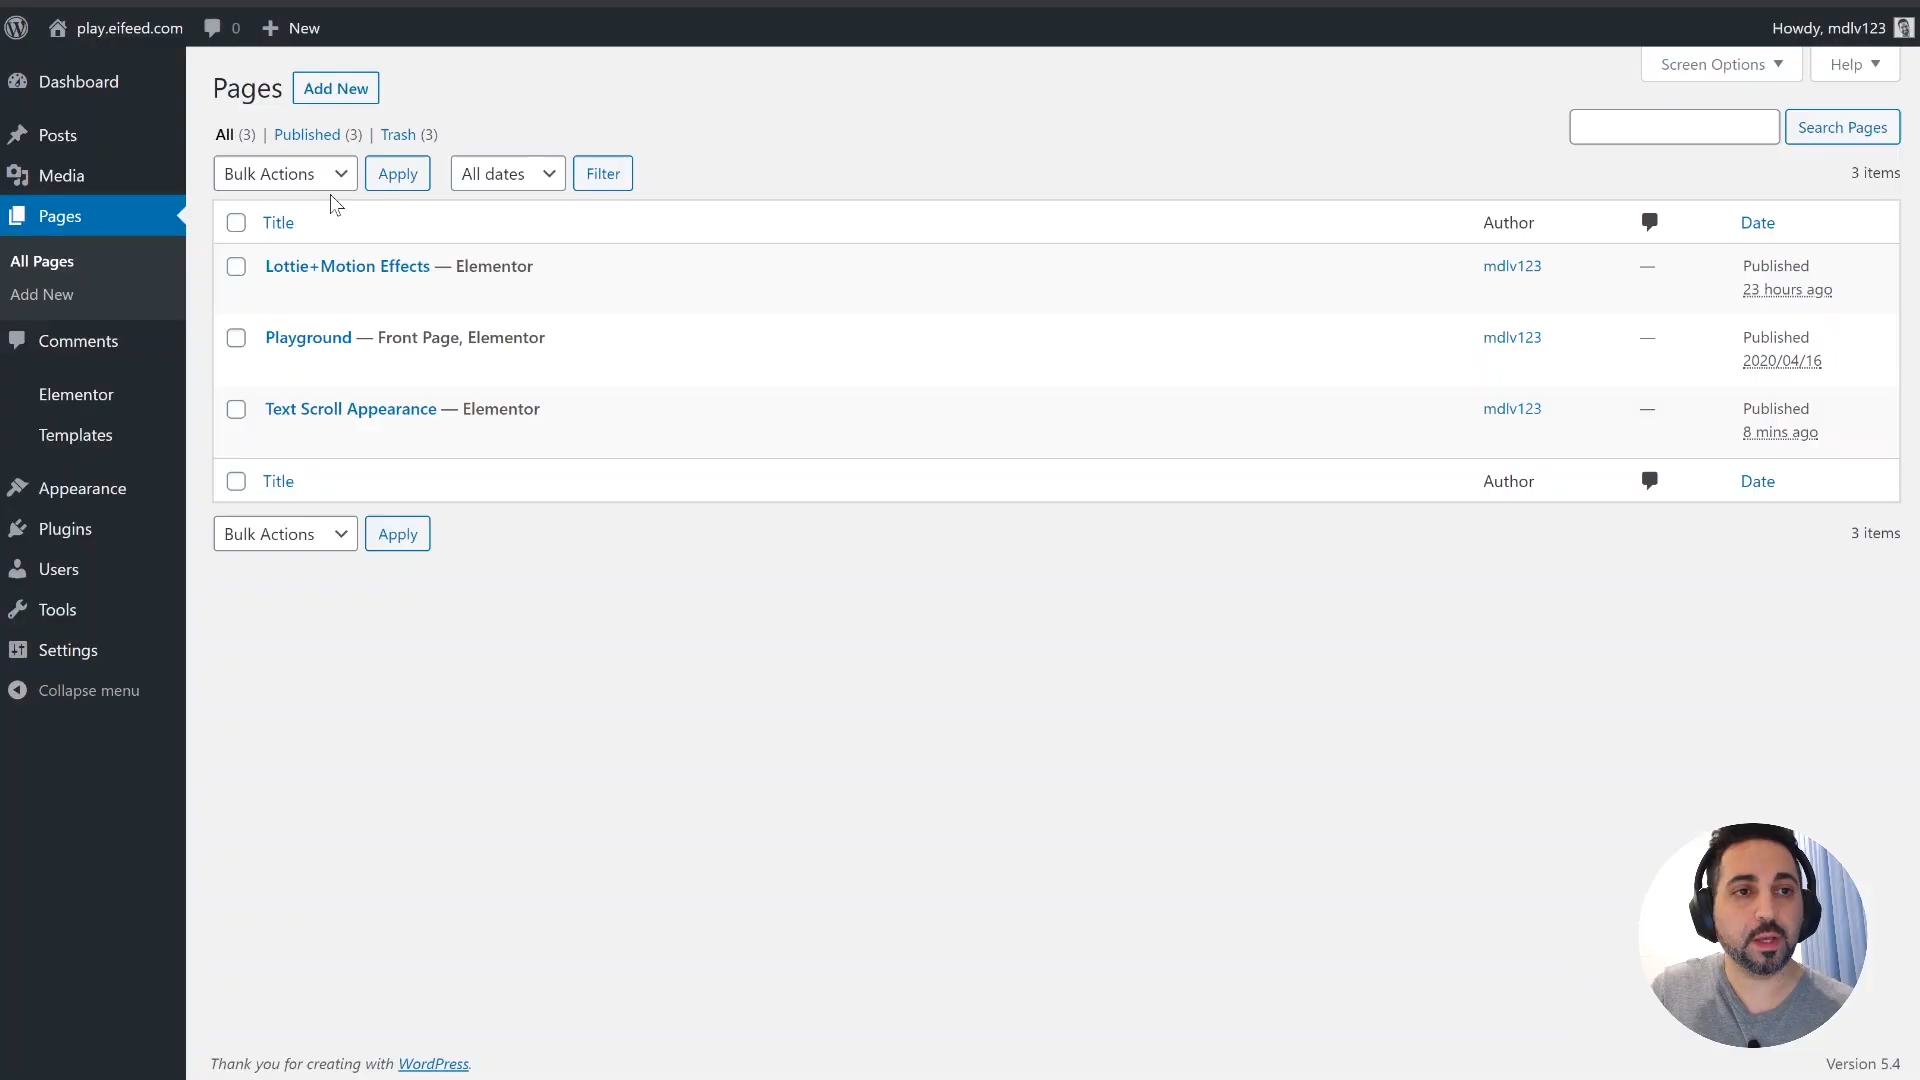 play.eifeed.com 0 New Howdy, mdlv123
Dashboard
Posts
Media
Pages
All Pages
Add New
Comments
Elementor
Templates
Appearance
Plugins
Users
Tools
Settings
Collapse menu
Screen Options Help
Pages Add New
All (3) | Published (3) | Trash (3)
Search Pages
Bulk Actions Apply All dates Filter 3 items
Title Author Date
Lottie+Motion Effects — Elementor mdlv123 — Published
23 hours ago
Playground — Front Page, Elementor mdlv123 — Published
2020/04/16
Text Scroll Appearance — Elementor mdlv123 — Published
8 mins ago
Title Author Date
Bulk Actions Apply 3 items
Thank you for creating with WordPress. Version 5.4